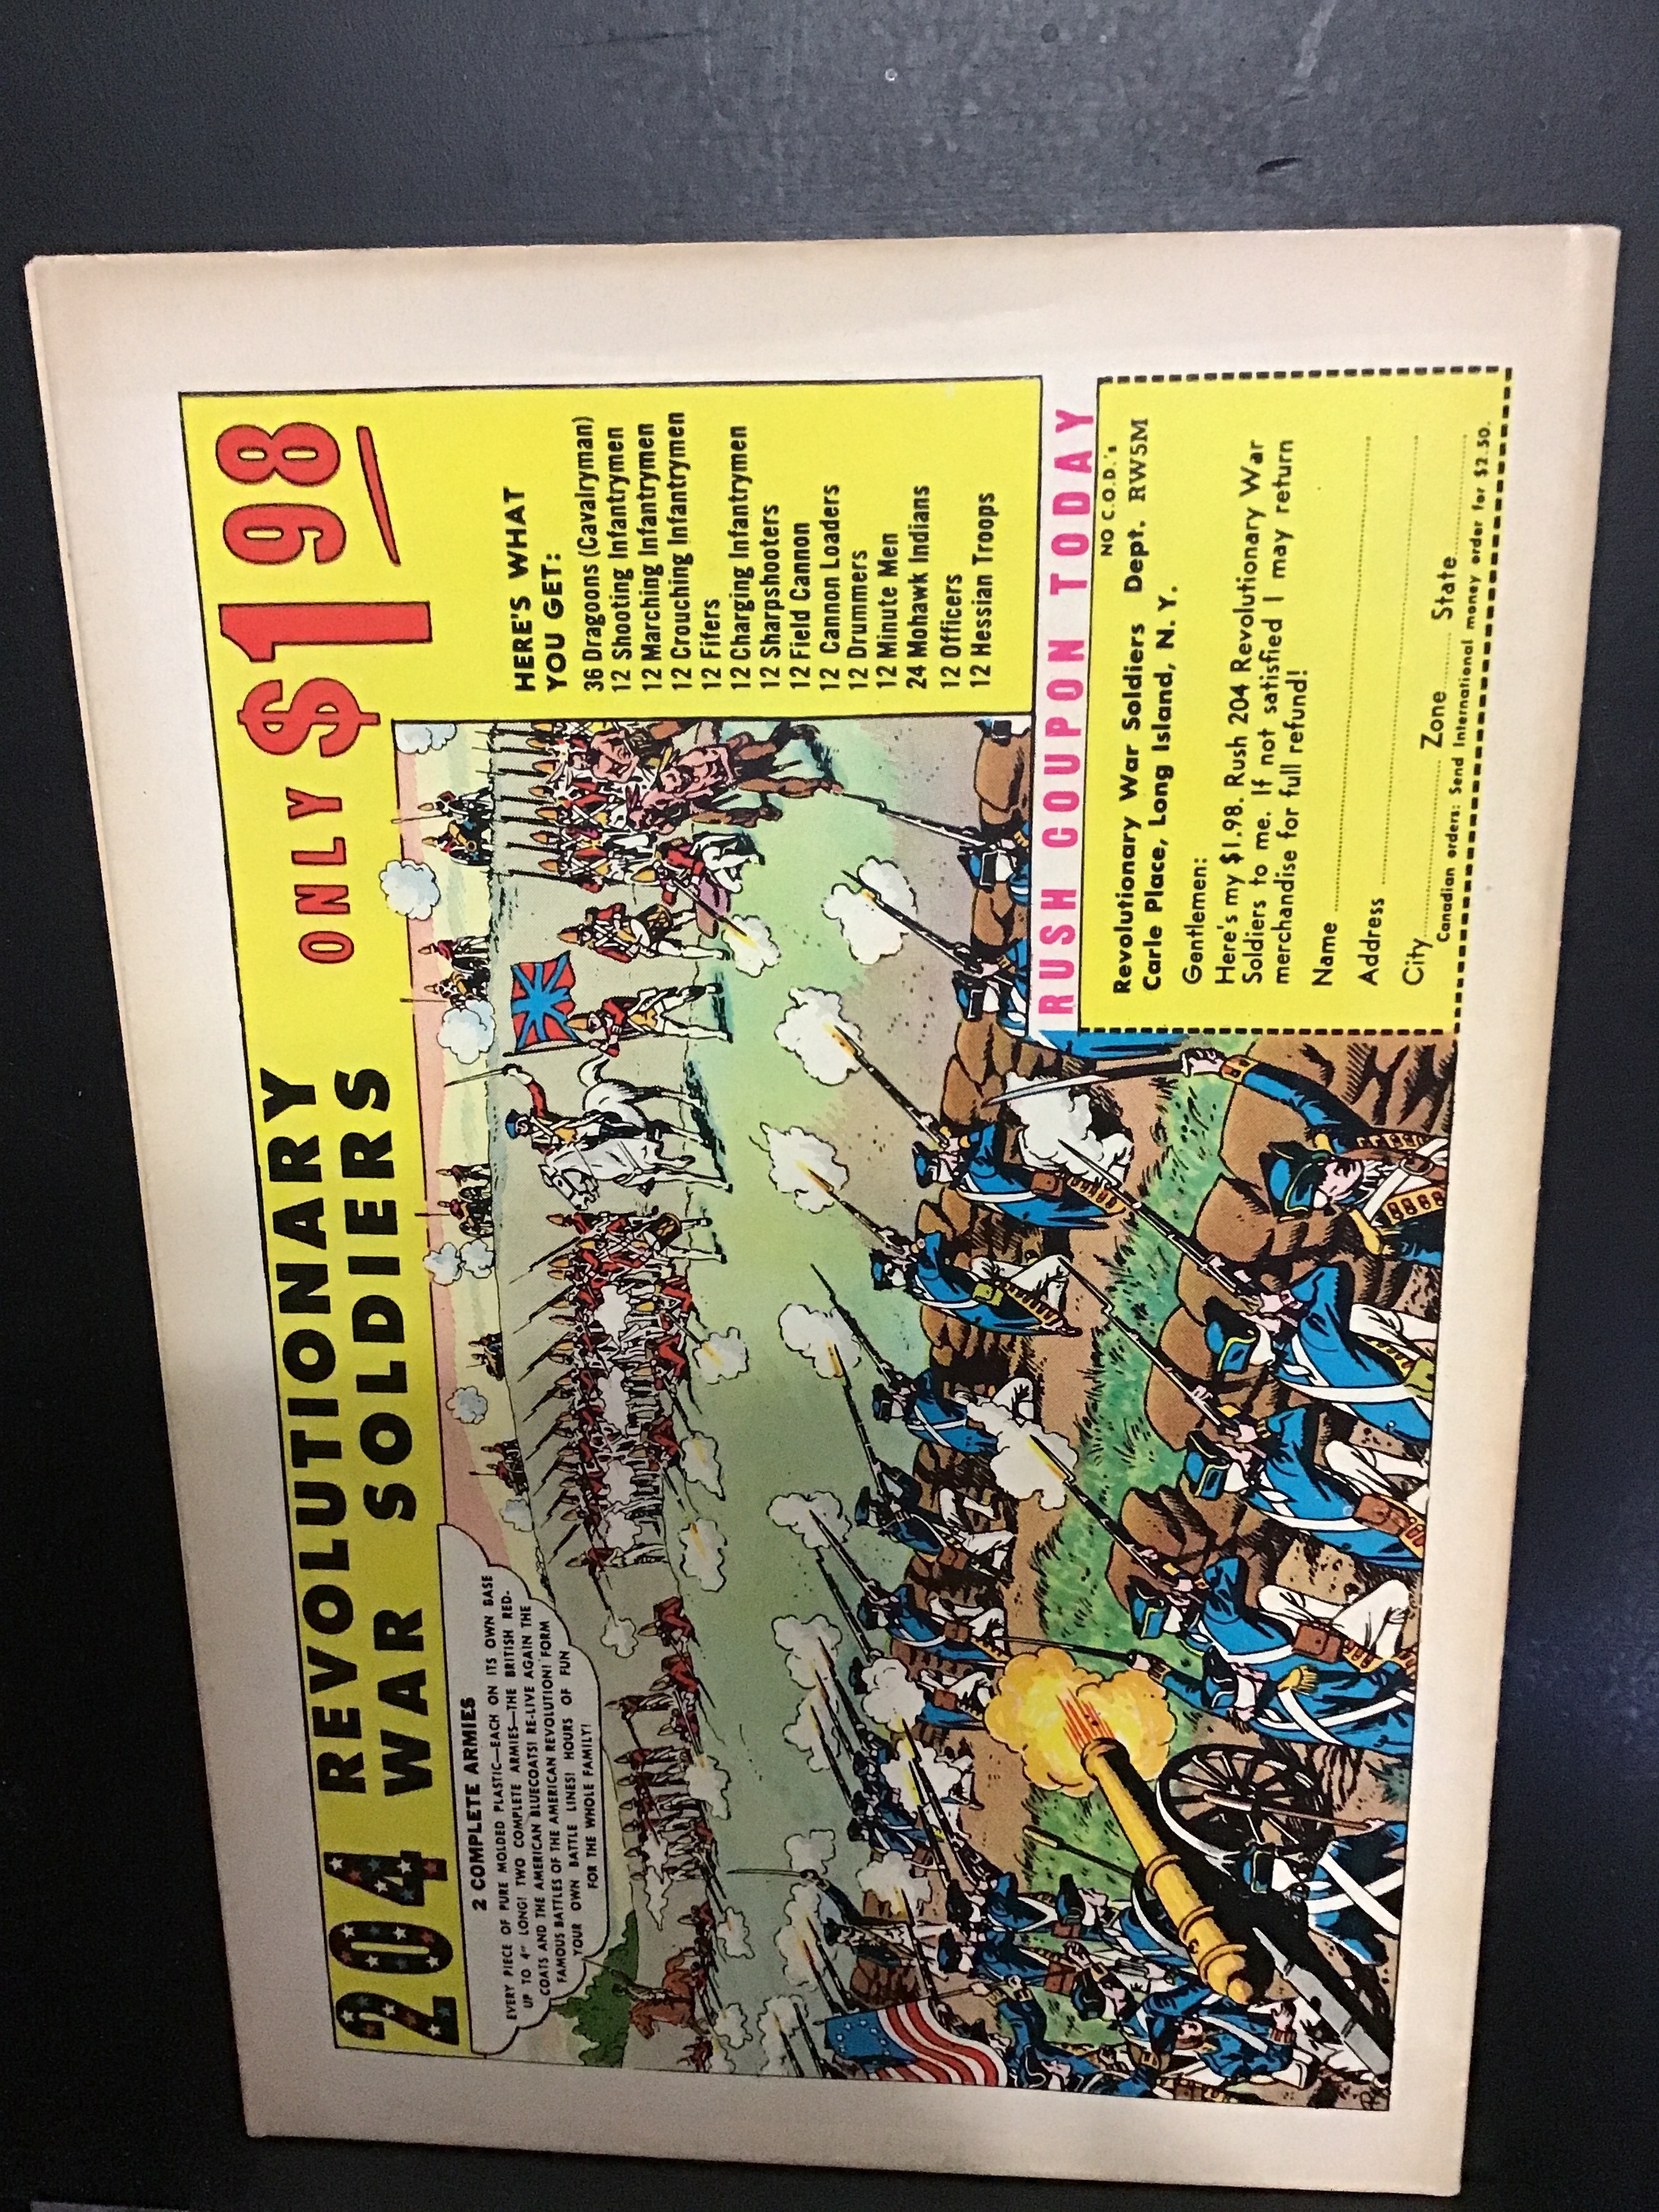 204 REVOLUTIONARY
WAR SOLDIERS
ONLY $1 98
2 COMPLETE ARMIES
EVERY PIECE OF PURE MOLDED PLASTIC—EACH ON ITS OWN BASE
UP TO 4" LONG! TWO COMPLETE ARMIES—THE BRITISH RED-
COATS AND THE AMERICAN BLUECOATS! RE-LIVE AGAIN THE
FAMOUS BATTLES OF THE AMERICAN REVOLUTION! FORM
YOUR OWN BATTLE LINES! HOURS OF FUN
FOR THE WHOLE FAMILY!
HERE'S WHAT
YOU GET:
36 Dragoons (Cavalryman)
12 Shooting Infantrymen
12 Marching Infantrymen
12 Crouching Infantrymen
12 Fifers
12 Charging Infantrymen
12 Sharpshooters
12 Field Cannon
12 Cannon Loaders
12 Drummers
12 Minute Men
24 Mohawk Indians
12 Officers
12 Hessian Troops
RUSH COUPON TODAY
NO C.O.D.'s
Revolutionary War Soldiers Dept. RW5M
Carle Place, Long Island, N. Y.
Gentlemen:
Here's my $1.98. Rush 204 Revolutionary War
Soldiers to me. If not satisfied I may return
merchandise for full refund!
Name
Address
City Zone State
Canadian orders: Send International money order for $2.50.